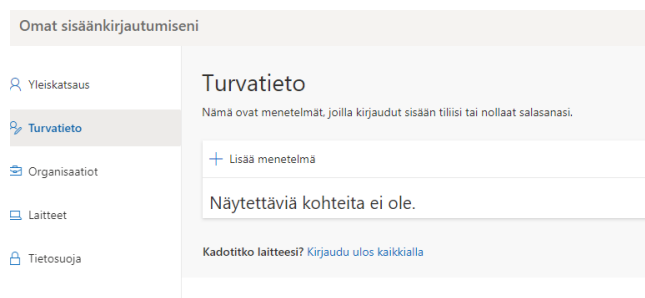 Omat sisäänkirjautumiseni
Yleiskatsaus
Turvatieto
Organisaatiot
Laitteet
Tietosuoja
Turvatieto
Nämä ovat menetelmät, joilla kirjaudut sisään tiliisi tai nollaat salasanasi.
Lisää menetelmä
Näytettäviä kohteita ei ole.
Kadotitko laitteesi? Kirjaudu ulos kaikkialla